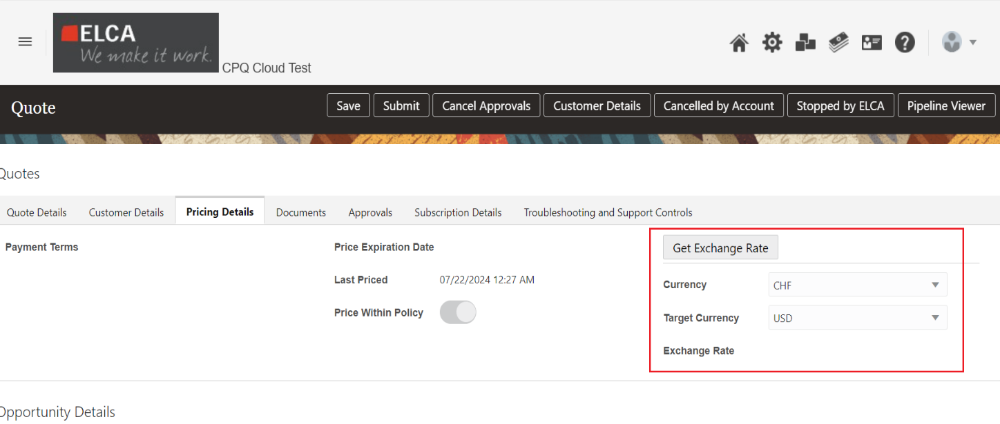 ELCA
We make it work.
CPQ Cloud Test
?
Quote
Save Submit Cancel Approvals Customer Details Cancelled by Account Stopped by ELCA Pipeline Viewer
Quotes
Quote Details Customer Details Pricing Details Documents Approvals Subscription Details Troubleshooting and Support Controls
Payment Terms
Price Expiration Date
Last Priced 07/22/2024 12:27 AM
Price Within Policy
Get Exchange Rate
Currency CHF
Target Currency USD
Exchange Rate
Opportunity Details